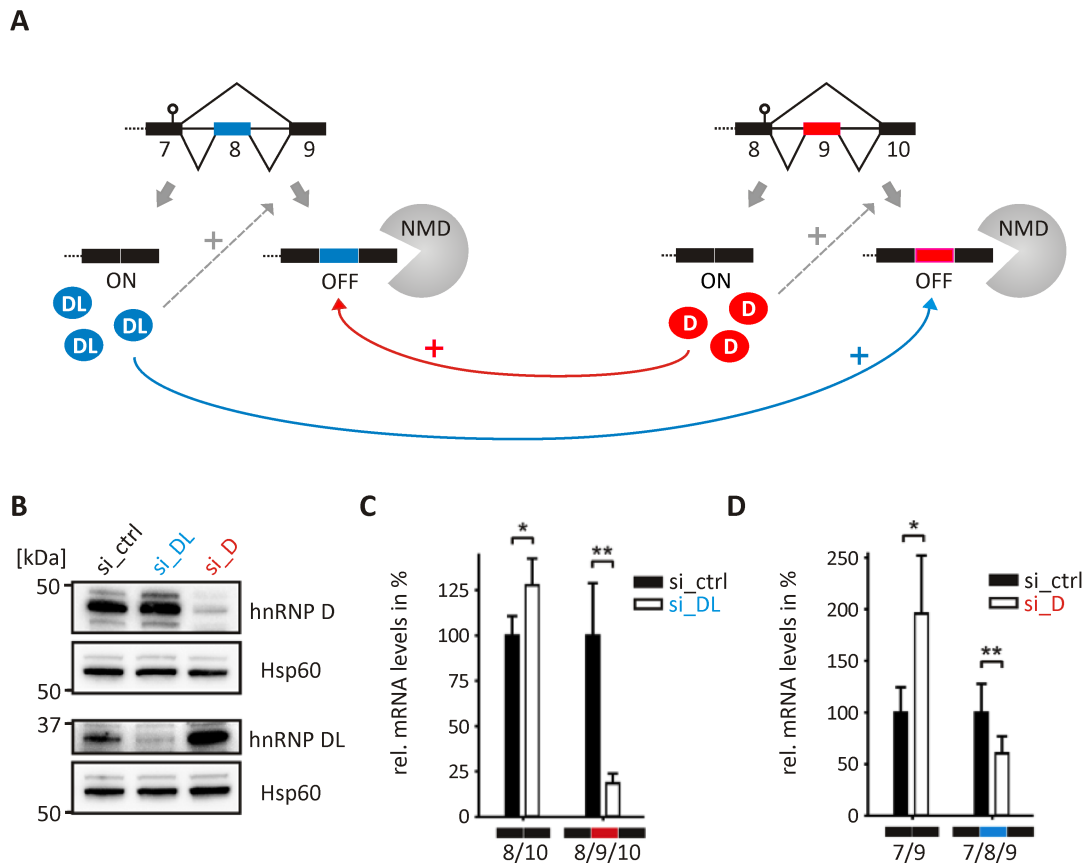 A
7 8 9
8 9 10
+ NMD
+ NMD
ON OFF
ON OFF
DL DL DL
D D D
+ +
B
[kDa] si_ctrl si_DL si_D
50
hnRNP D
Hsp60
50
37
hnRNP DL
Hsp60
50
C
rel. mRNA levels in %
* **
si_ctrl
si_DL
125
100
75
50
25
0
8/10 8/9/10
D
rel. mRNA levels in %
* **
si_ctrl
si_D
250
200
150
100
50
0
7/9 7/8/9